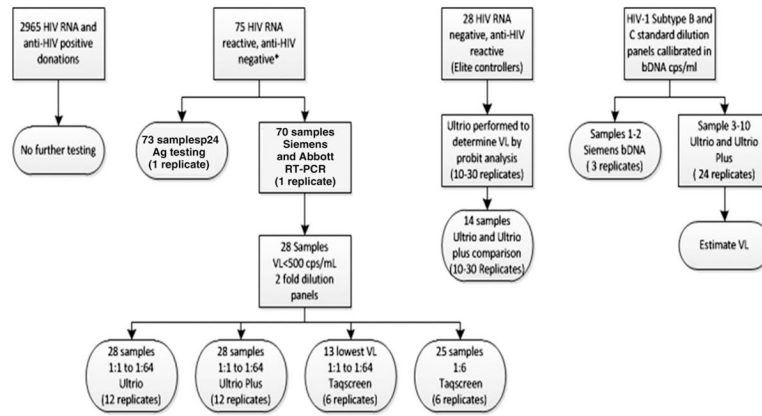 2965 HIV RNA and
anti-HIV positive
donations
No further testing
75 HIV RNA
reactive, anti-HIV
negative*
73 samplesp24
Ag testing
(1 replicate)
70 samples
Siemens
and Abbott
RT-PCR
(1 replicate)
28 Samples
VL<500 cps/mL
2 fold dilution
panels
28 samples
1:1 to 1:64
Ultrio
(12 replicates)
28 samples
1:1 to 1:64
Ultrio Plus
(12 replicates)
13 lowest VL
1:1 to 1:64
Taqscreen
(6 replicates)
25 samples
1:6
Taqscreen
(6 replicates)
28 HIV RNA
negative, anti-HIV
reactive
(Elite controllers)
Ultrio performed to
determine VL by
probit analysis
(10-30 replicates)
14 samples
Ultrio and Ultrio
plus comparison
(10-30 Replicates)
HIV-1 Subtype B and
C standard dilution
panels callibrated in
bDNA cps/ml
Samples 1-2
Siemens bDNA
( 3 replicates)
Sample 3-10
Ultrio and Ultrio
Plus
( 24 replicates)
Estimate VL